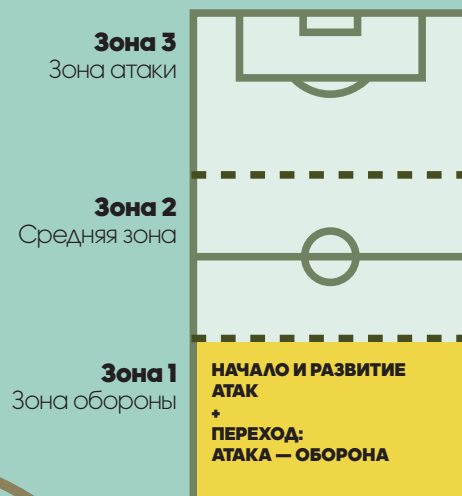 Зона 3
Зона атаки
Зона 2
Средняя зона
Зона 1
Зона обороны
НАЧАЛО И РАЗВИТИЕ
АТАК
+
ПЕРЕХОД:
АТАКА — ОБОРОНА